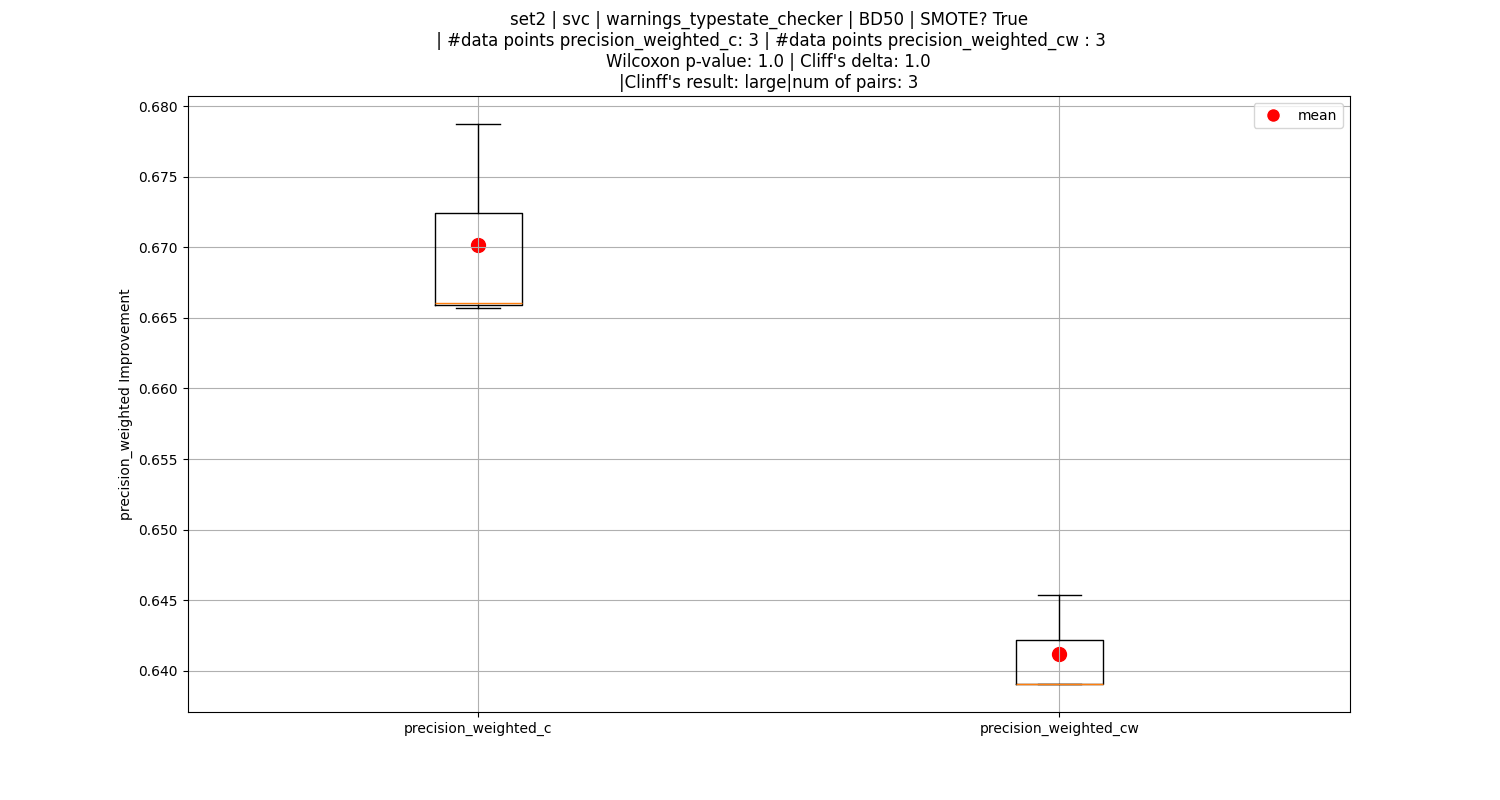 set2 | svc | warnings_typestate_checker | BD50 | SMOTE? True
| #data points precision_weighted_c: 3 | #data points precision_weighted_cw : 3
Wilcoxon p-value: 1.0 | Cliff's delta: 1.0
|Clinff's result: large|num of pairs: 3
mean
precision_weighted Improvement
0.680
0.675
0.670
0.665
0.660
0.655
0.650
0.645
0.640
precision_weighted_c
precision_weighted_cw